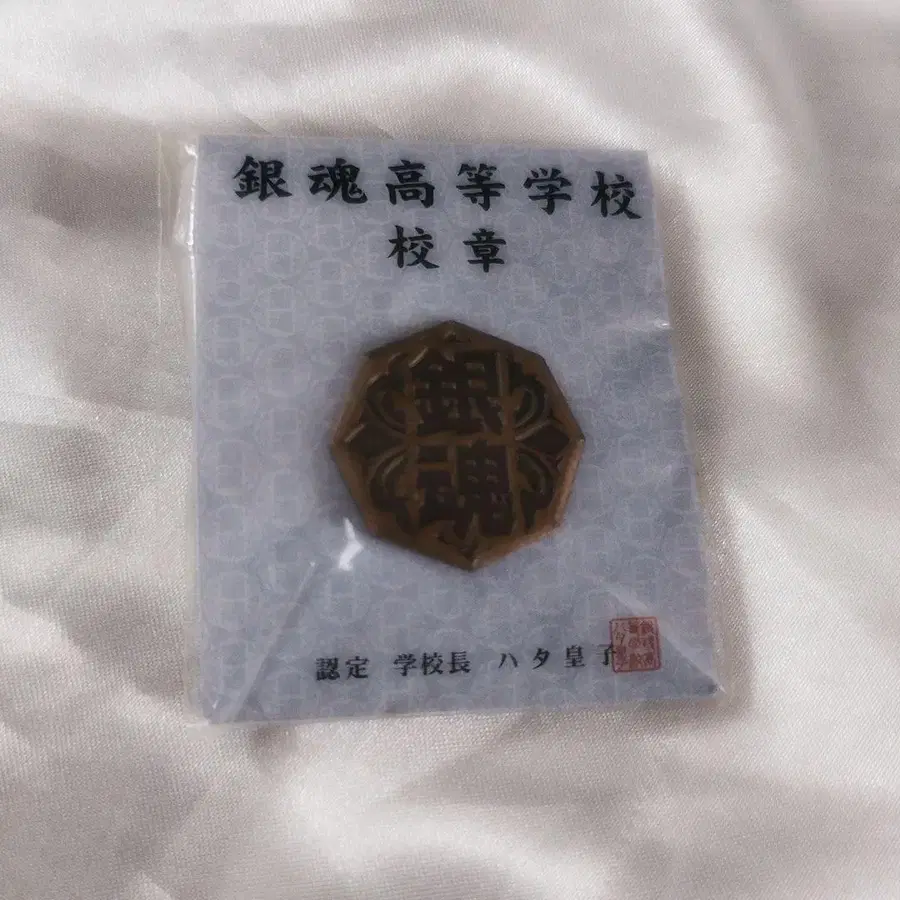 銀魂高等学校
校章
銀
魂
認定 学校長 ハタ皇子